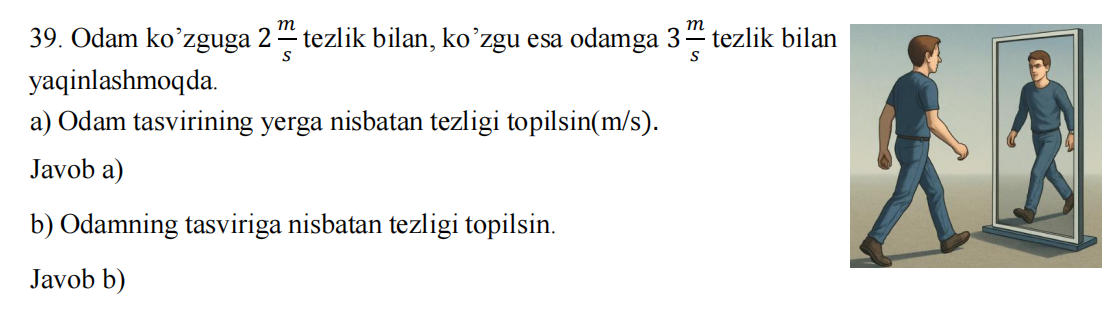 39. Odam ko’zguga 2 m/s tezlik bilan, ko’zgu esa odamga 3 m/s tezlik bilan
yaqinlashmoqda.
a) Odam tasvirining yerga nisbatan tezligi topilsin(m/s).
Javob a)
b) Odamning tasviriga nisbatan tezligi topilsin.
Javob b)